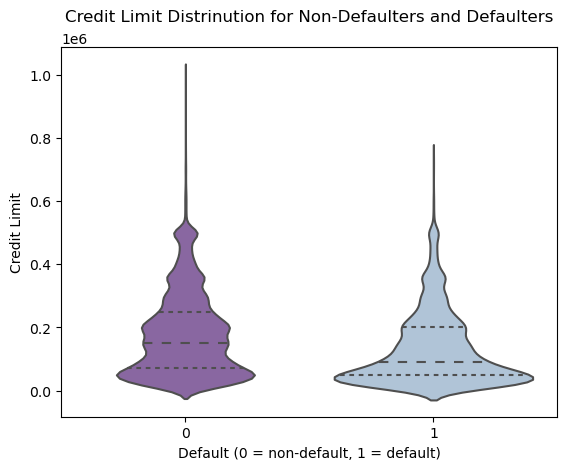 Credit Limit Distrinution for Non-Defaulters and Defaulters
1e6
1.0
0.8
0.6
0.4
0.2
0.0
Credit Limit
0
1
Default (0 = non-default, 1 = default)